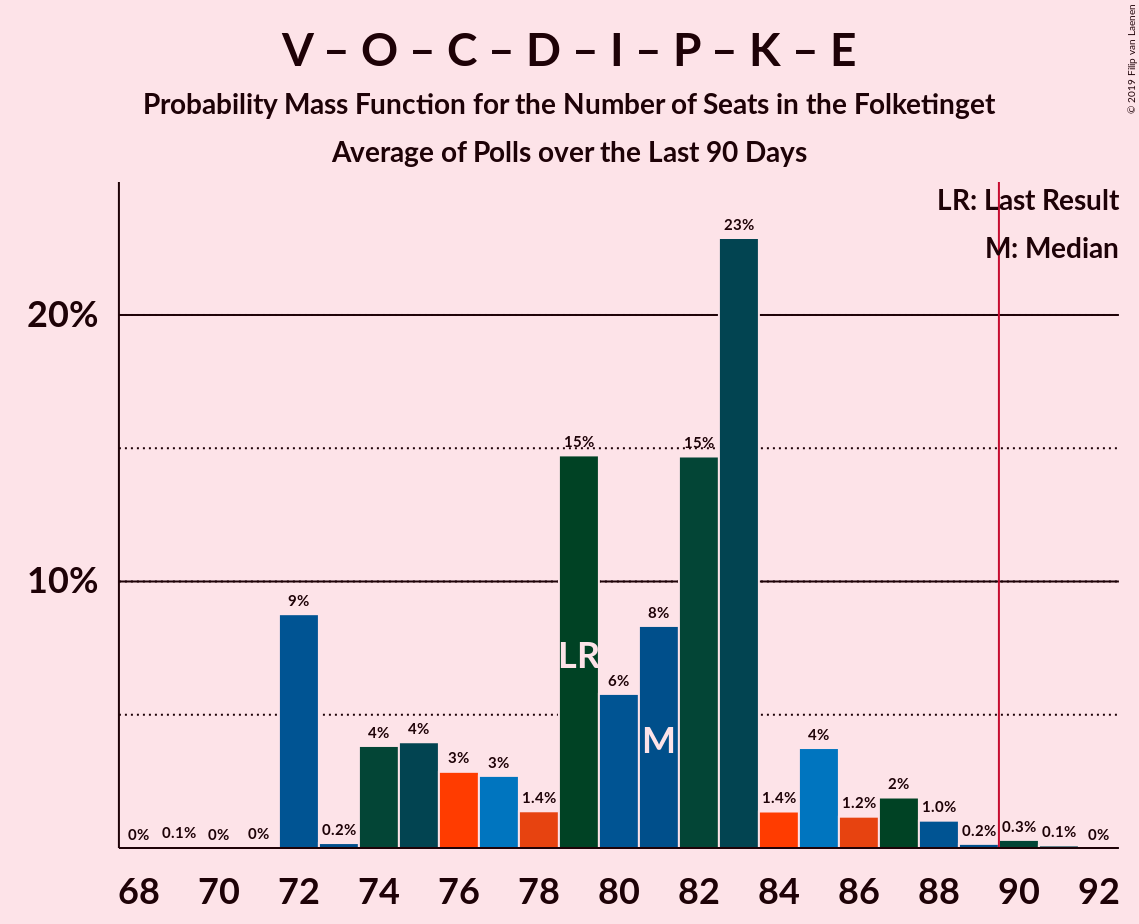 V – O – C – D – I – P – K – E
Probability Mass Function for the Number of Seats in the Folketinget
Average of Polls over the Last 90 Days
© 2019 Filip van Laenen
LR: Last Result
M: Median
20%
10%
0% 0.1% 0% 0% 9% 0.2% 4% 4% 3% 3% 1.4% 15% 6% 8% 15% 23% 1.4% 4% 1.2% 2% 1.0% 0.2% 0.3% 0.1% 0%
LR
M
68 70 72 74 76 78 80 82 84 86 88 90 92